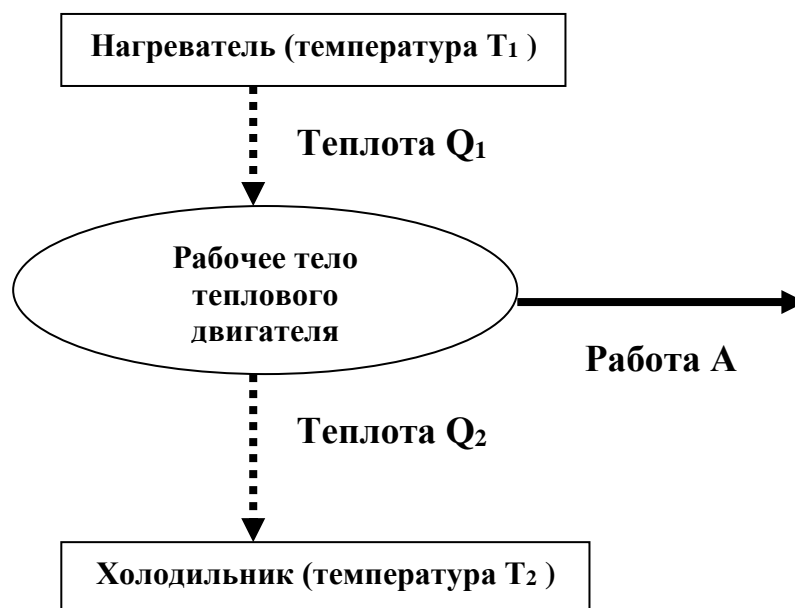 Нагреватель (температура T₁ )
Теплота Q₁
Рабочее тело
теплового
двигателя
Работа А
Теплота Q₂
Холодильник (температура T₂ )